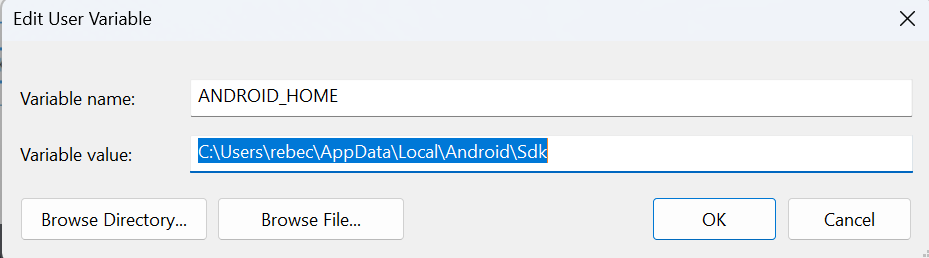 Edit User Variable
Variable name: ANDROID_HOME
Variable value: C:\Users\rebec\AppData\Local\Android\Sdk
Browse Directory... Browse File... OK Cancel